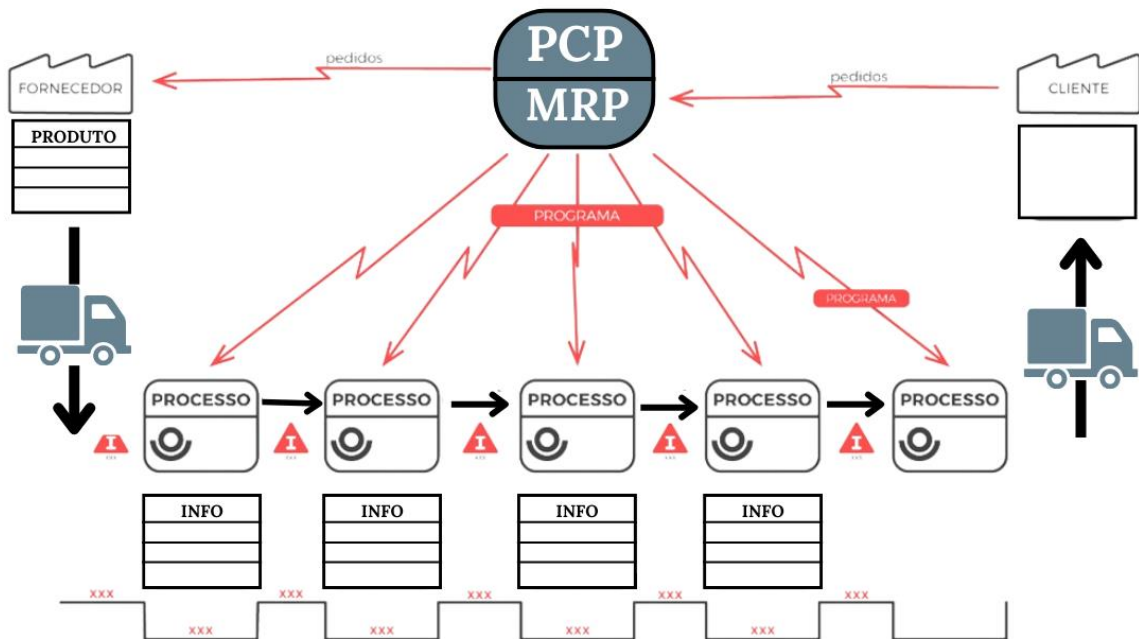 PCP
MRP
pedidos
pedidos
FORNECEDOR
CLIENTE
PRODUTO
PROGRAMA
PROGRAMA
PROCESSO
PROCESSO
PROCESSO
PROCESSO
PROCESSO
I
I
I
I
I
INFO
INFO
INFO
INFO
XXX
XXX
XXX
XXX
XXX
XXX
XXX
XXX
XXX